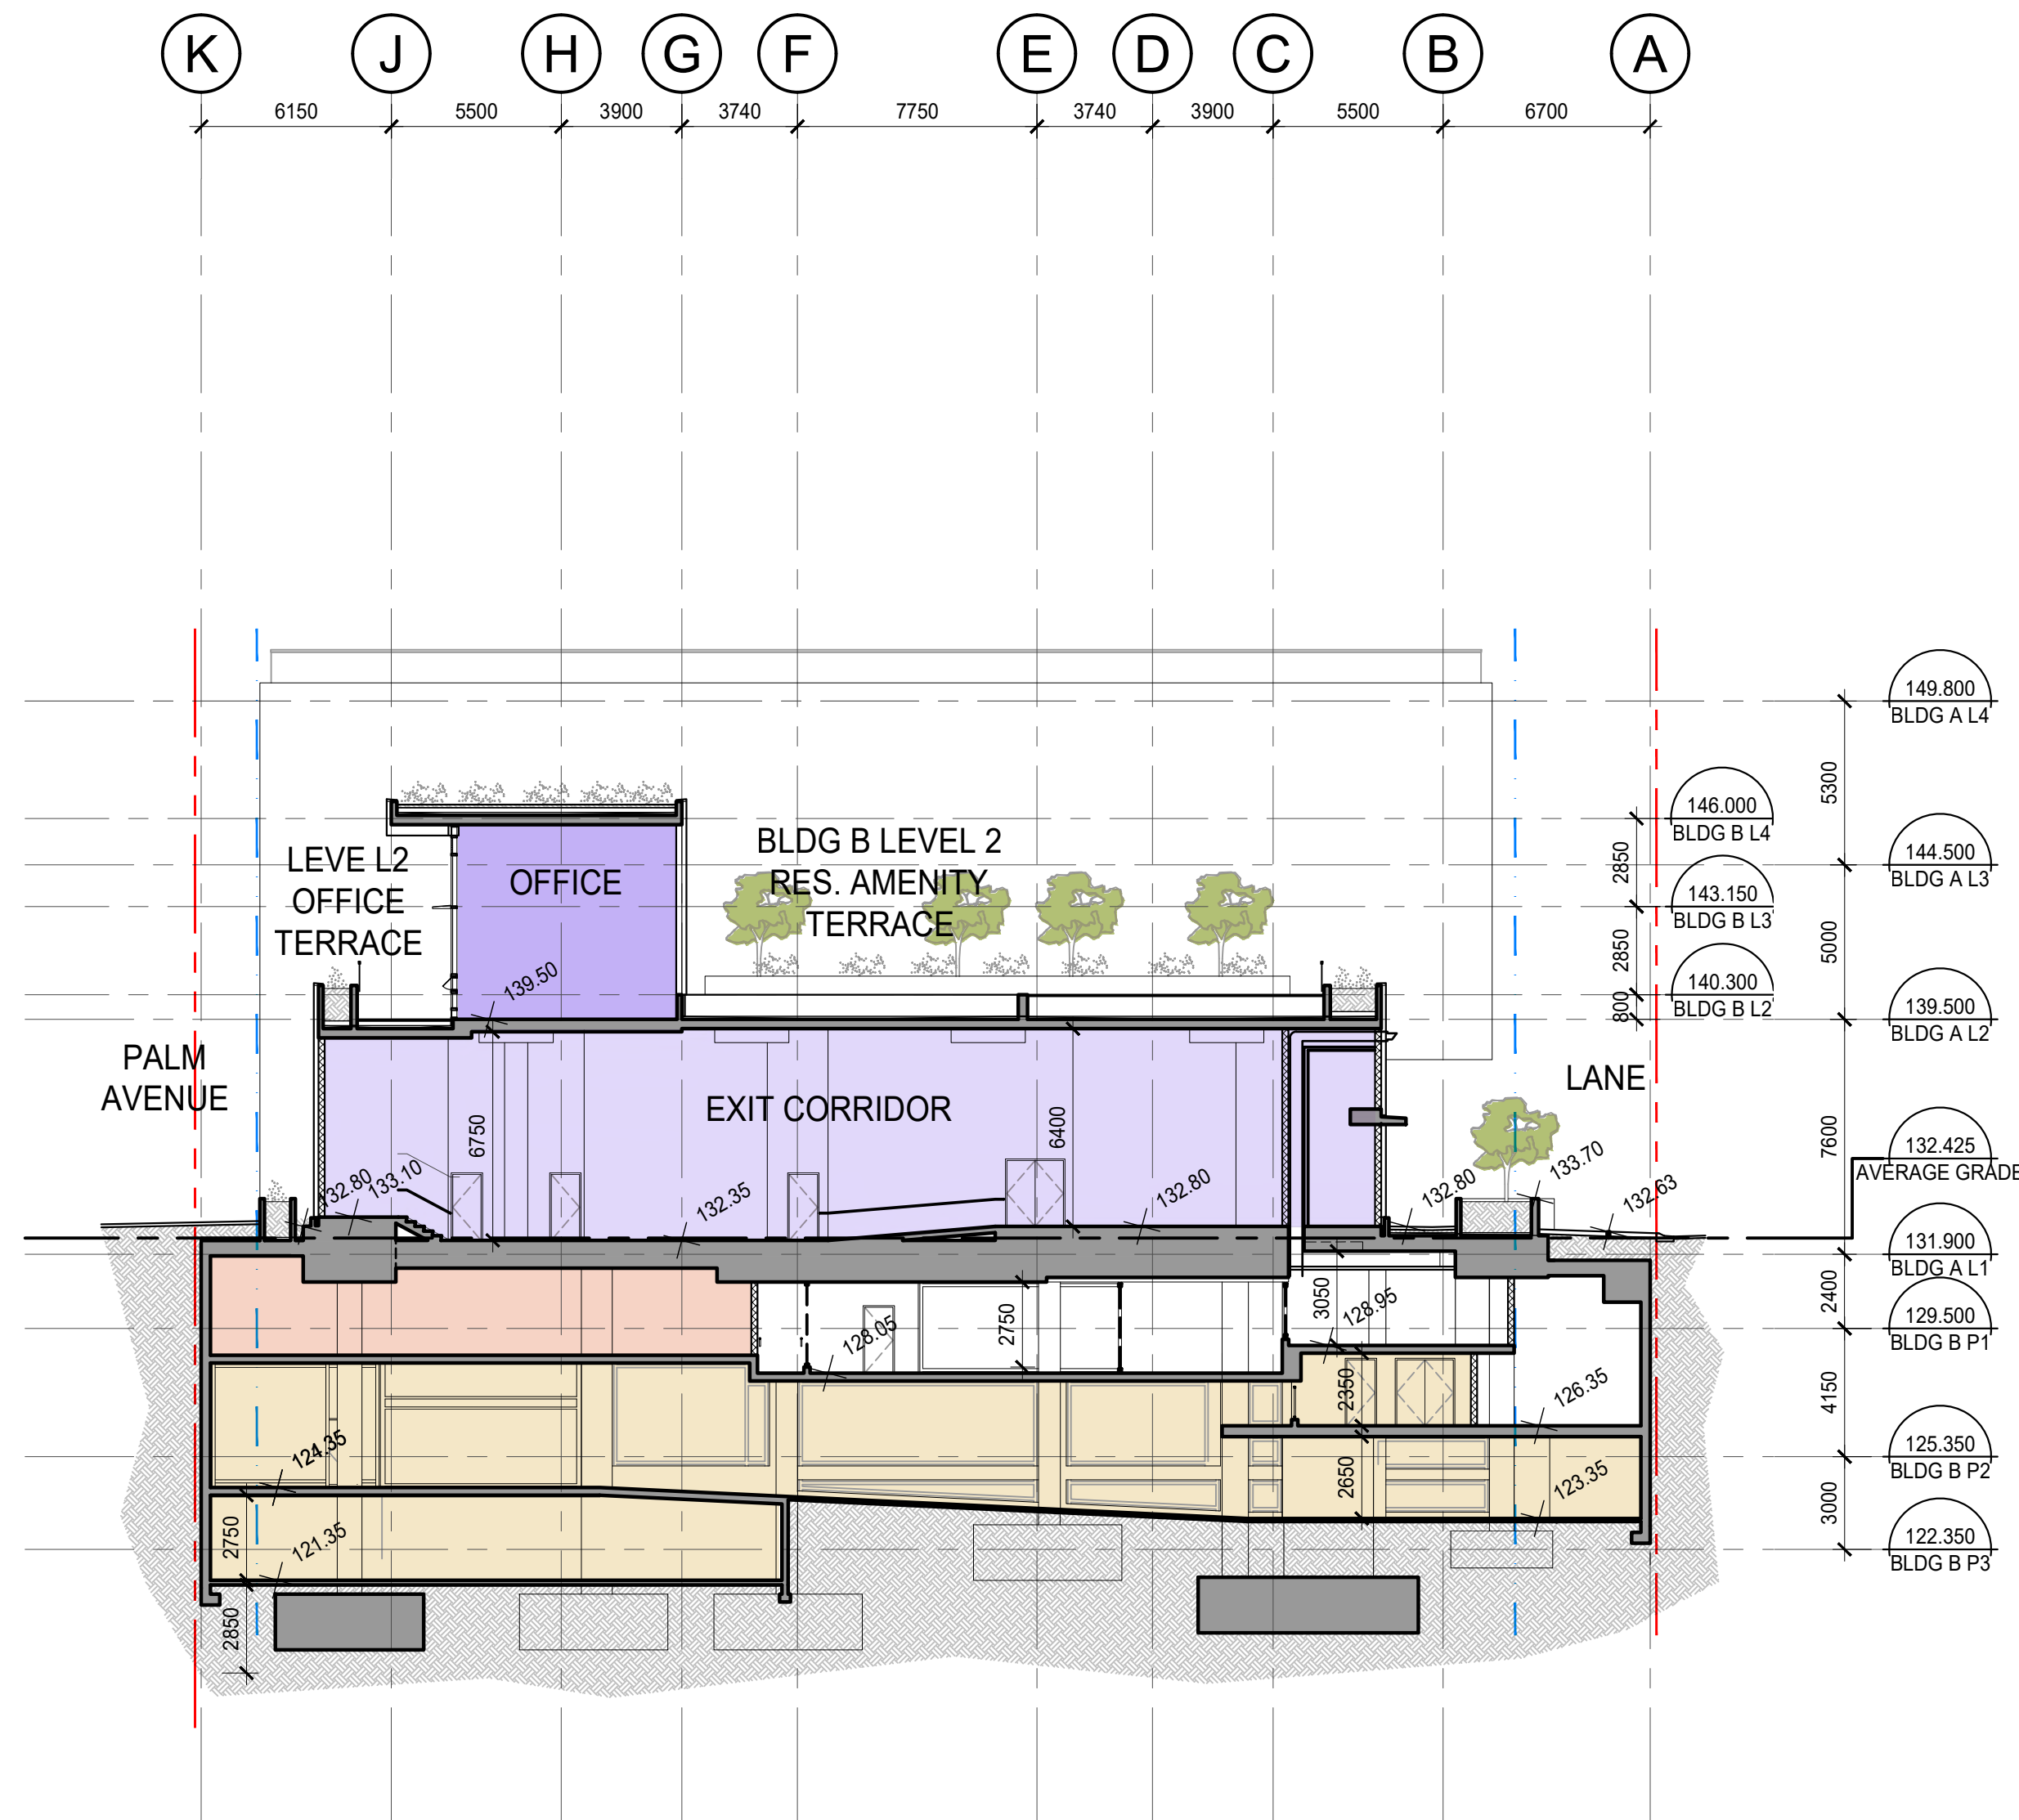 K J H G F E D C B A
6150 5500 3900 3740 7750 3740 3900 5500 6700
149.800
BLDG A L4
5300
146.000
BLDG B L4
2850
144.500
BLDG A L3
143.150
BLDG B L3
2850
5000
140.300
BLDG B L2
800
139.500
BLDG A L2
7600
132.425
AVERAGE GRADE
131.900
BLDG A L1
2400
129.500
BLDG B P1
4150
125.350
BLDG B P2
3000
122.350
BLDG B P3
LEVE L2
OFFICE
TERRACE
OFFICE
BLDG B LEVEL 2
RES. AMENITY
TERRACE
139.50
PALM
AVENUE
EXIT CORRIDOR
LANE
6750
6400
132.80
133.10
132.35
132.80
132.80
133.70
132.63
2750
3050
128.05
128.95
2350
126.35
124.35
2650
123.35
2750
121.35
2850